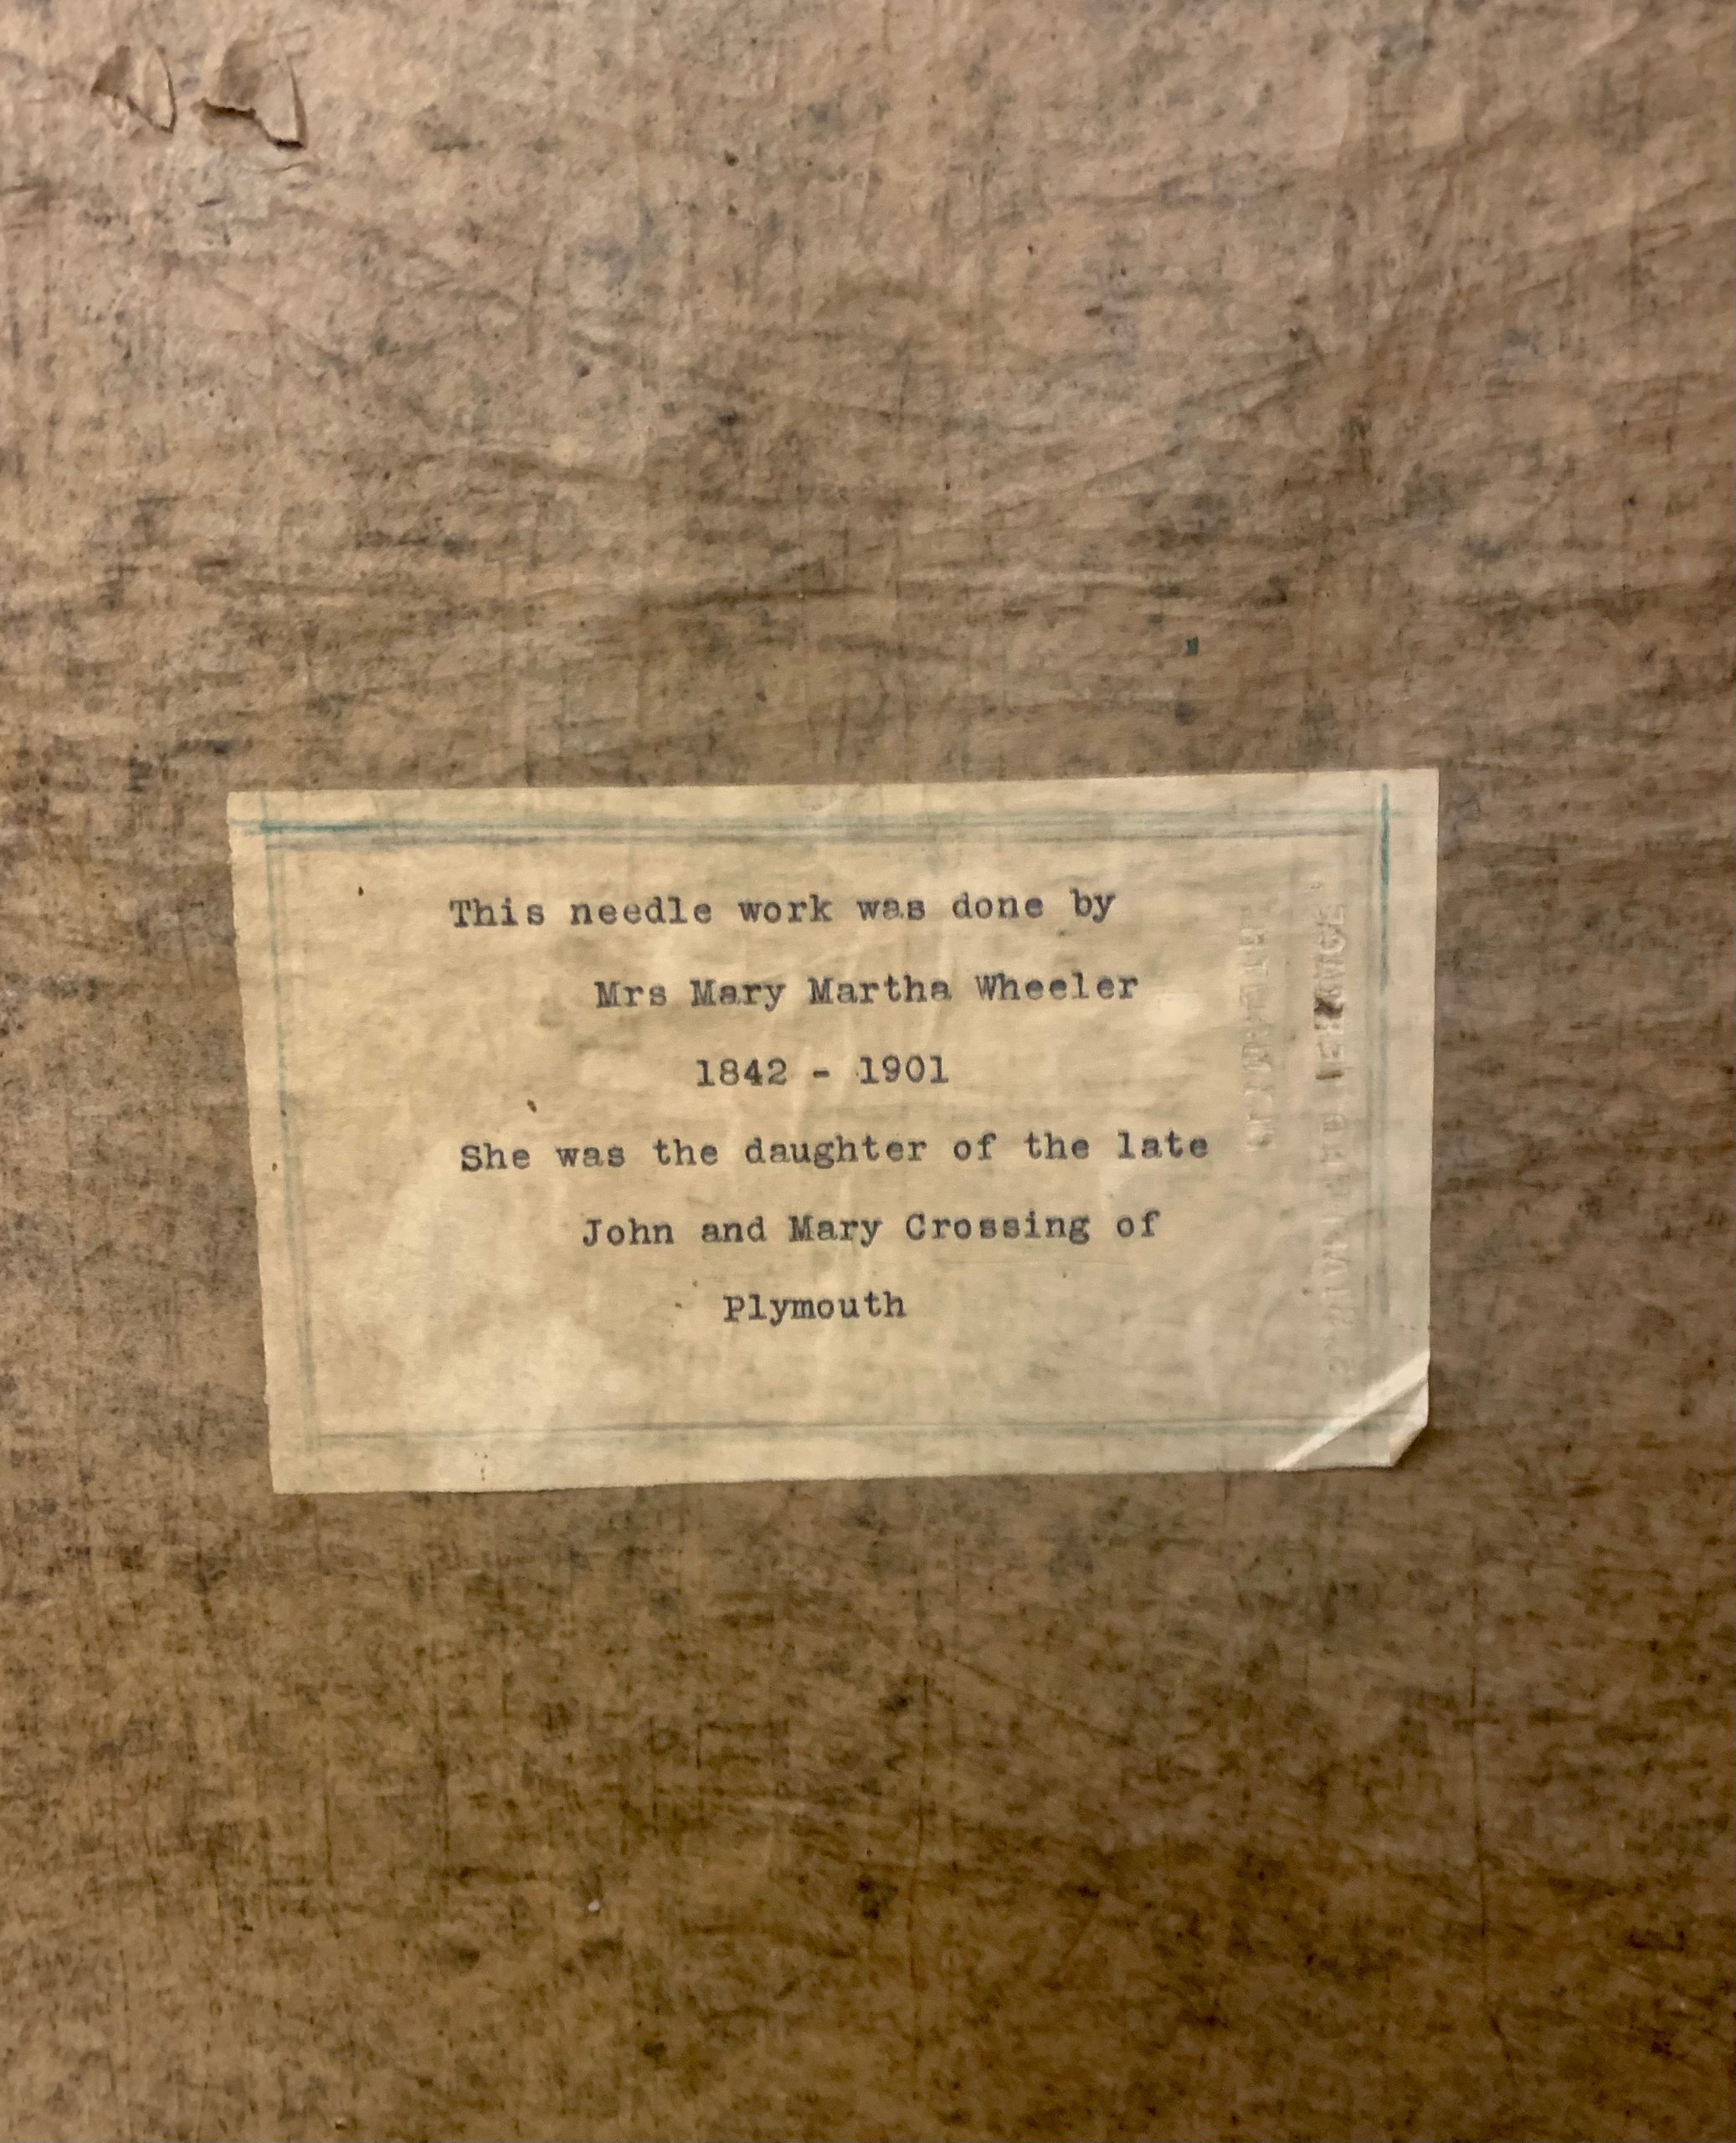 This needle work was done by
Mrs Mary Martha Wheeler
1842 - 1901
She was the daughter of the late
John and Mary Crossing of
Plymouth